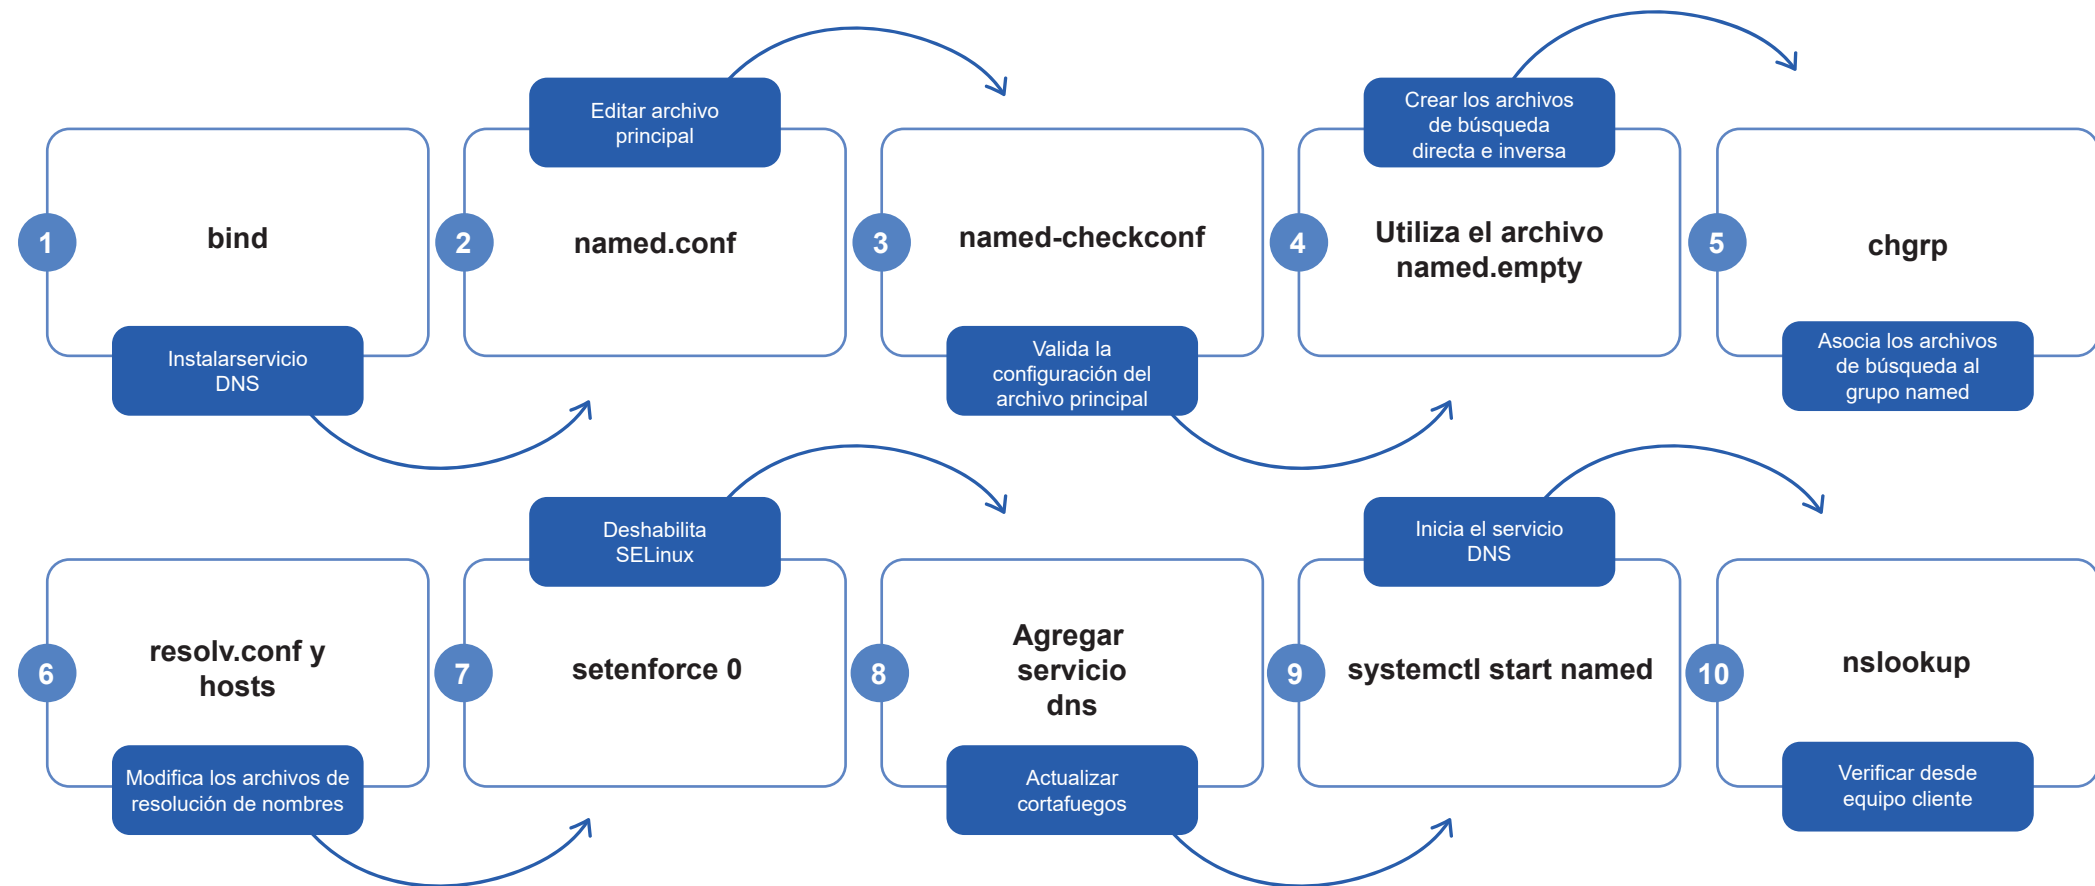 1
bind
Instalarservicio
DNS
Editar archivo
principal
2
named.conf
3
named-checkconf
Valida la
configuración del
archivo principal
Crear los archivos
de búsqueda
directa e inversa
4
Utiliza el archivo
named.empty
5
chgrp
Asocia los archivos
de búsqueda al
grupo named
6
resolv.conf y
hosts
Modifica los archivos de
resolución de nombres
Deshabilita
SELinux
7
setenforce 0
8
Agregar
servicio
dns
Actualizar
cortafuegos
Inicia el servicio
DNS
9
systemctl start named
10
nslookup
Verificar desde
equipo cliente